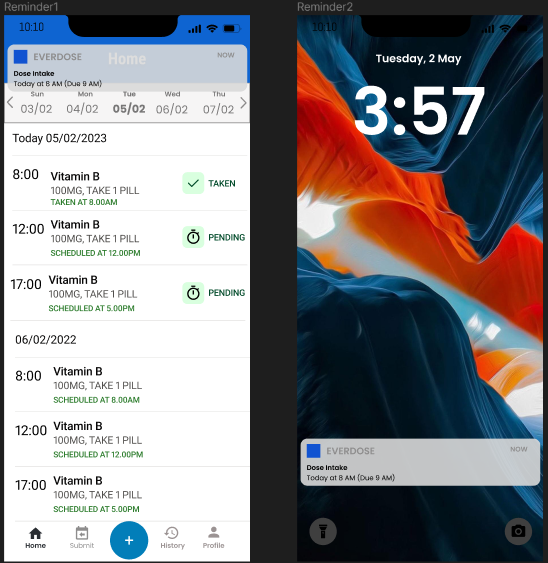 Reminder1
10:10
EVERDOSE
NOW
Home
Dose Intake
Today at 8 AM (Due 9 AM)
Sun Mon Tue Wed Thu
03/02 04/02 05/02 06/02 07/02
Today 05/02/2023
8:00
Vitamin B
100MG, TAKE 1 PILL
TAKEN AT 8.00AM
TAKEN
12:00
Vitamin B
100MG, TAKE 1 PILL
SCHEDULED AT 12.00PM
PENDING
17:00
Vitamin B
100MG, TAKE 1 PILL
SCHEDULED AT 5.00PM
PENDING
06/02/2022
8:00
Vitamin B
100MG, TAKE 1 PILL
SCHEDULED AT 8.00AM
12:00
Vitamin B
100MG, TAKE 1 PILL
SCHEDULED AT 12.00PM
17:00
Vitamin B
100MG, TAKE 1 PILL
SCHEDULED AT 5.00PM
Home Submit + History Profile
Reminder2
10:10
Tuesday, 2 May
3:57
EVERDOSE
NOW
Dose Intake
Today at 8 AM (Due 9 AM)